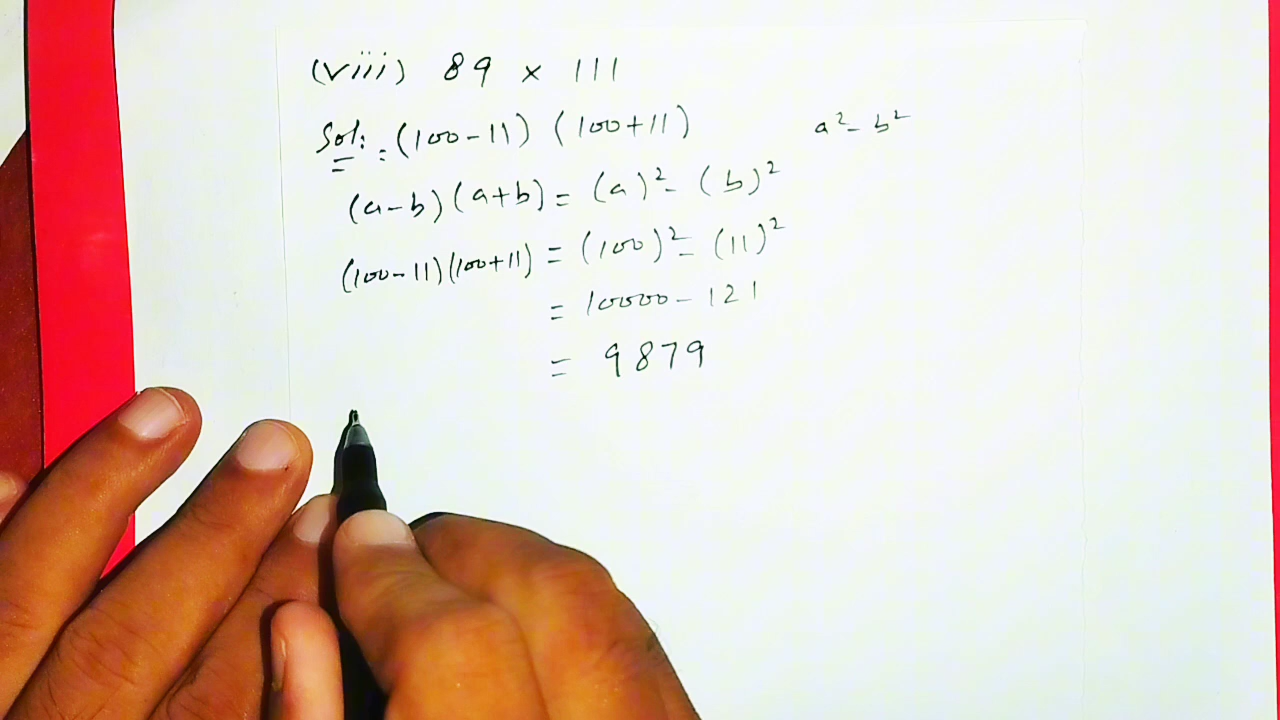 (viii) 89 × 111
Sol: = (100-11) (100+11) a²-b²
(a-b)(a+b) = (a)² - (b)²
(100-11)(100+11) = (100)² - (11)²
= 10000 - 121
= 9879